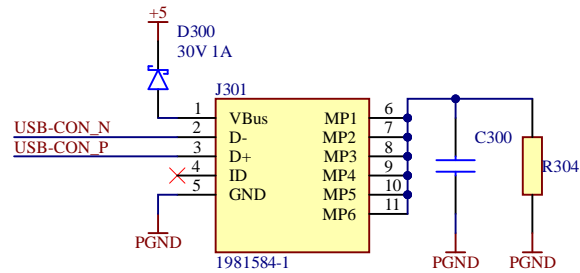 +5
D300
30V 1A
J301
1 VBus MP1 6
USB-CON_N 2 D- MP2 7
USB-CON_P 3 D+ MP3 8
4 ID MP4 9
5 GND MP5 10
MP6 11
C300
R304
PGND
PGND
PGND
1981584-1